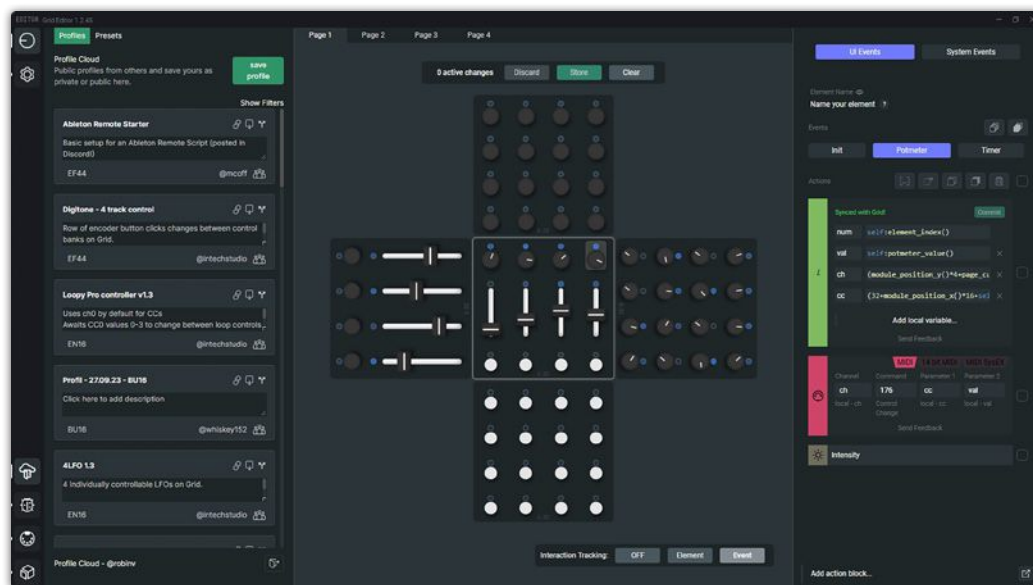 EDITOR Grid Editor 1.2.45
Profiles Presets
Profile Cloud
Public profiles from others and save yours as
private or public here.
save
profile
Show Filters
Ableton Remote Starter
Basic setup for an Ableton Remote Script (posted in
Discord!)
EF44 @mcoff
Digitone - 4 track control
Row of encoder button clicks changes between control
banks on Grid.
EF44 @intechstudio
Loopy Pro controller v1.3
Uses ch0 by default for CCs
Awaits CC0 values 0-3 to change between loop controls,
EN16 @intechstudio
Profil - 27.09.23 - BU16
Click here to add description
BU16 @whiskey152
4LFO 1.3
4 individually controllable LFOs on Grid.
EN16 @intechstudio
Profile Cloud - @robinv
Page 1 Page 2 Page 3 Page 4
0 active changes Discard Store Clear
Interaction Tracking: OFF Element Event
UI Events System Events
Element Name
Name your element ?
Events
Init Potmeter Timer
Actions
Synced with Grid! Commit
num self:element_index()
val self:potmeter_value()
ch (module_position_y()*4+page_cu
cc (32+module_position_x()*16+sel
Add local variable...
Send Feedback
MIDI 14 bit MIDI MIDI SysEX
Channel Command Parameter 1 Parameter 2
ch 176 cc val
local - ch Control Change local - cc local - val
Send Feedback
Intensity
Add action block...